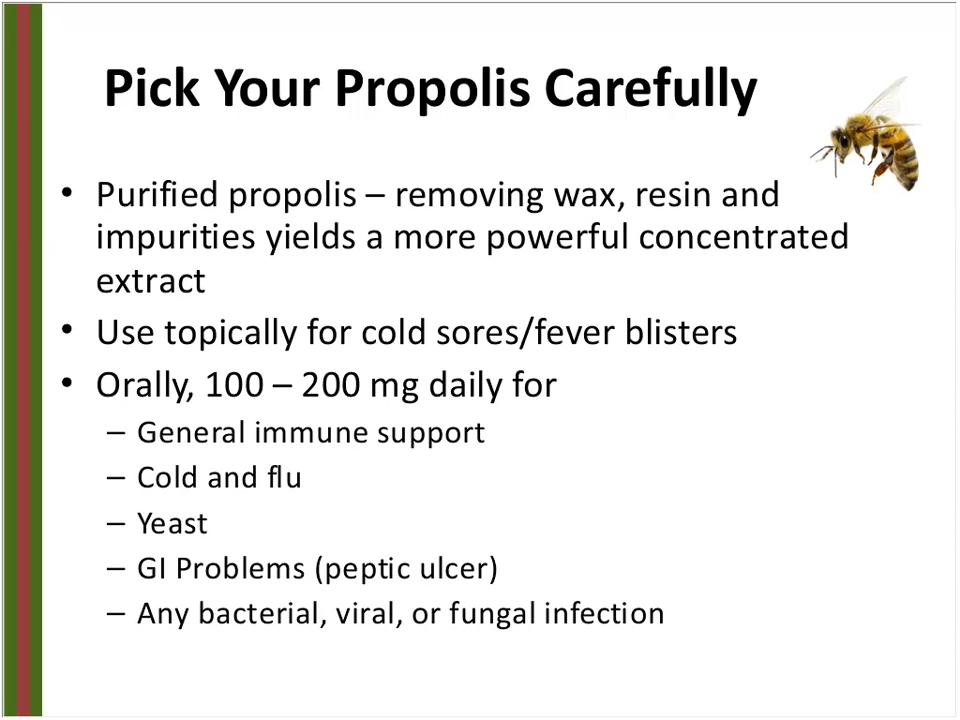 Pick Your Propolis Carefully
• Purified propolis – removing wax, resin and
impurities yields a more powerful concentrated
extract
• Use topically for cold sores/fever blisters
• Orally, 100 – 200 mg daily for
– General immune support
– Cold and flu
– Yeast
– GI Problems (peptic ulcer)
– Any bacterial, viral, or fungal infection